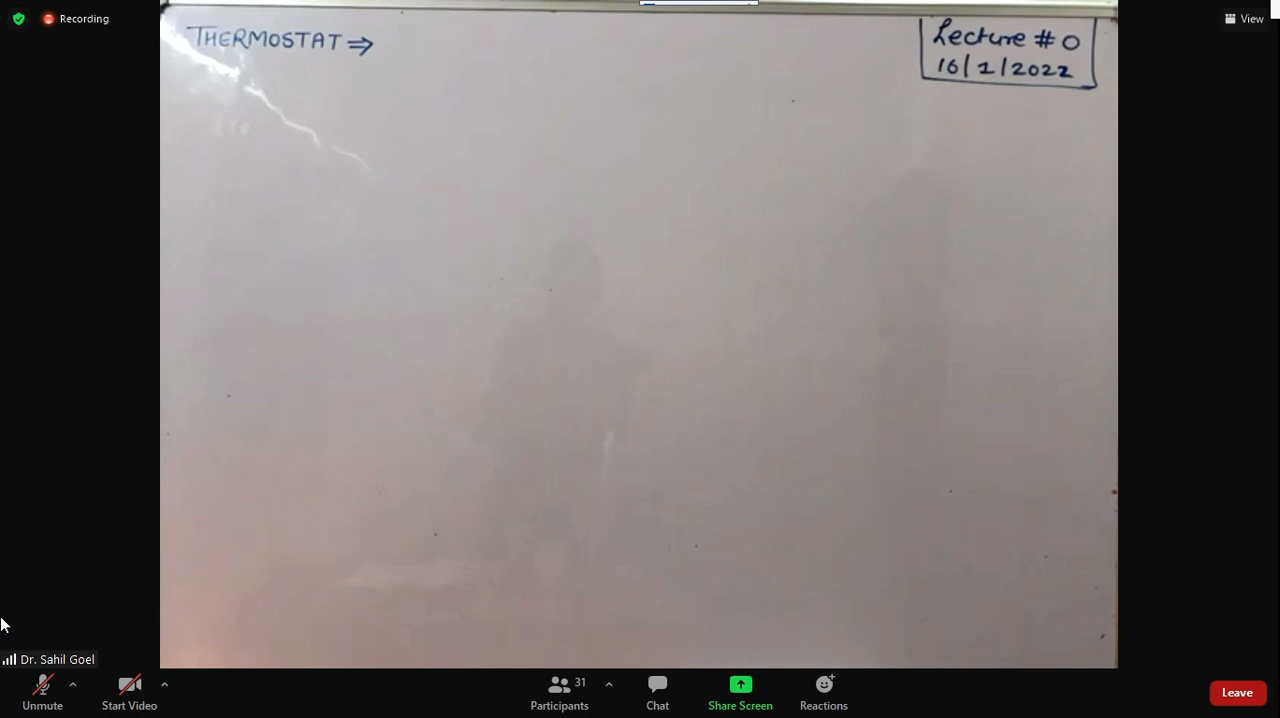 Recording
View
THERMOSTAT ⇒
Lecture # 0
16/1/2022
Dr. Sahil Goel
Unmute
Start Video
31
Participants
Chat
Share Screen
Reactions
Leave